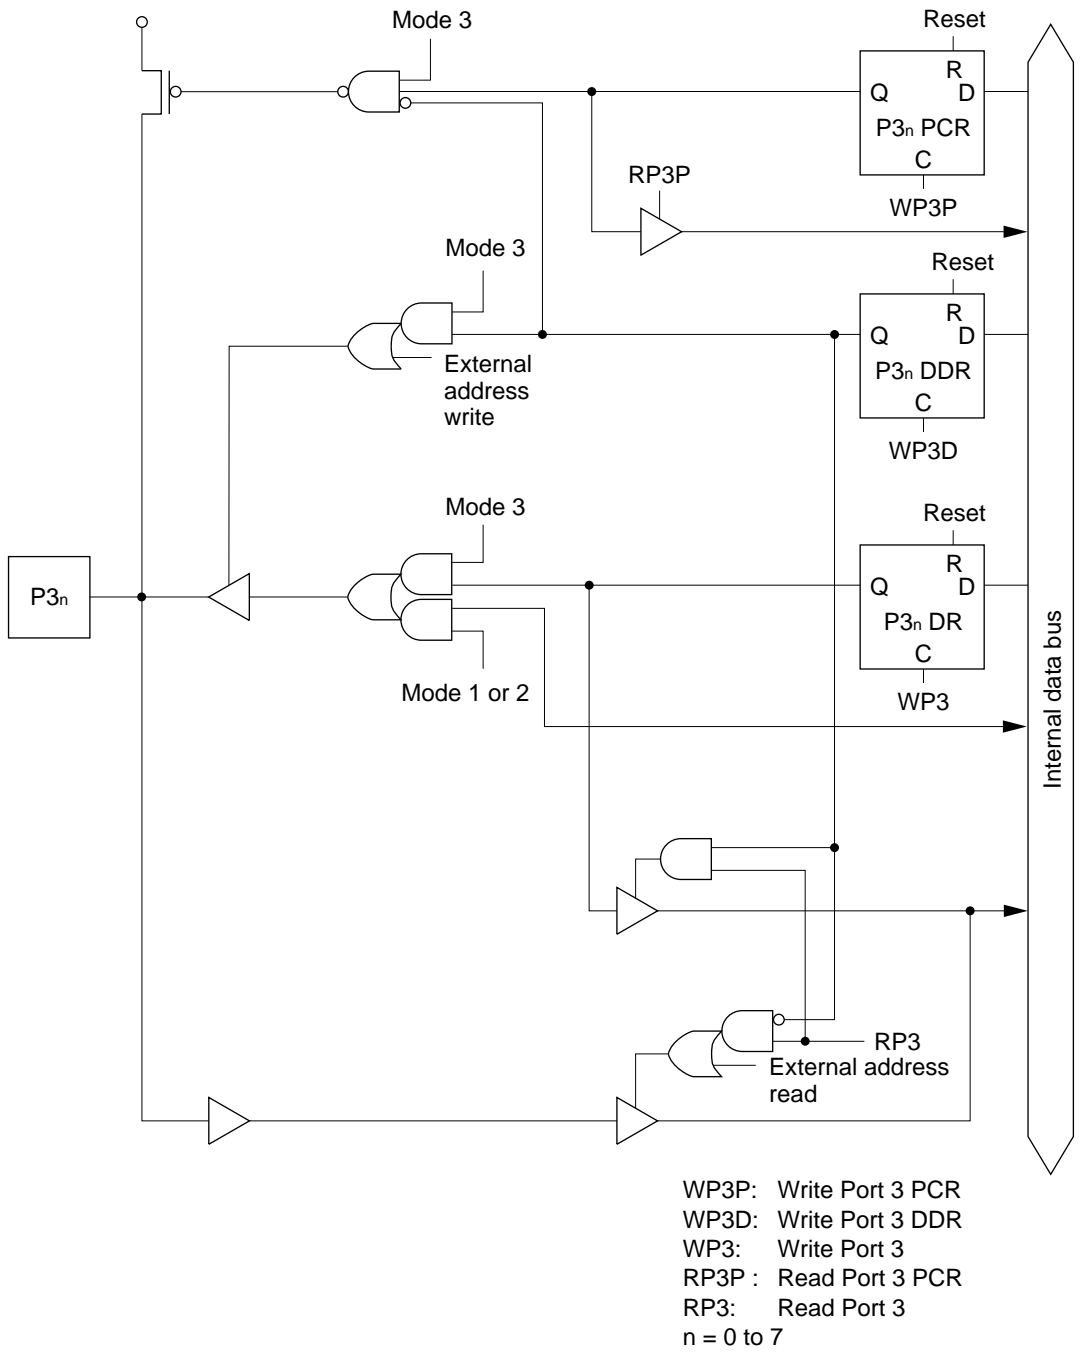 Mode 3
Reset
R
Q
D
P3n PCR
C
WP3P
RP3P
Mode 3
Reset
R
Q
D
P3n DDR
C
WP3D
External
address
write
Mode 3
Reset
R
Q
D
P3n DR
C
WP3
P3n
Mode 1 or 2
Internal data bus
RP3
External address
read
WP3P: Write Port 3 PCR
WP3D: Write Port 3 DDR
WP3: Write Port 3
RP3P : Read Port 3 PCR
RP3: Read Port 3
n = 0 to 7